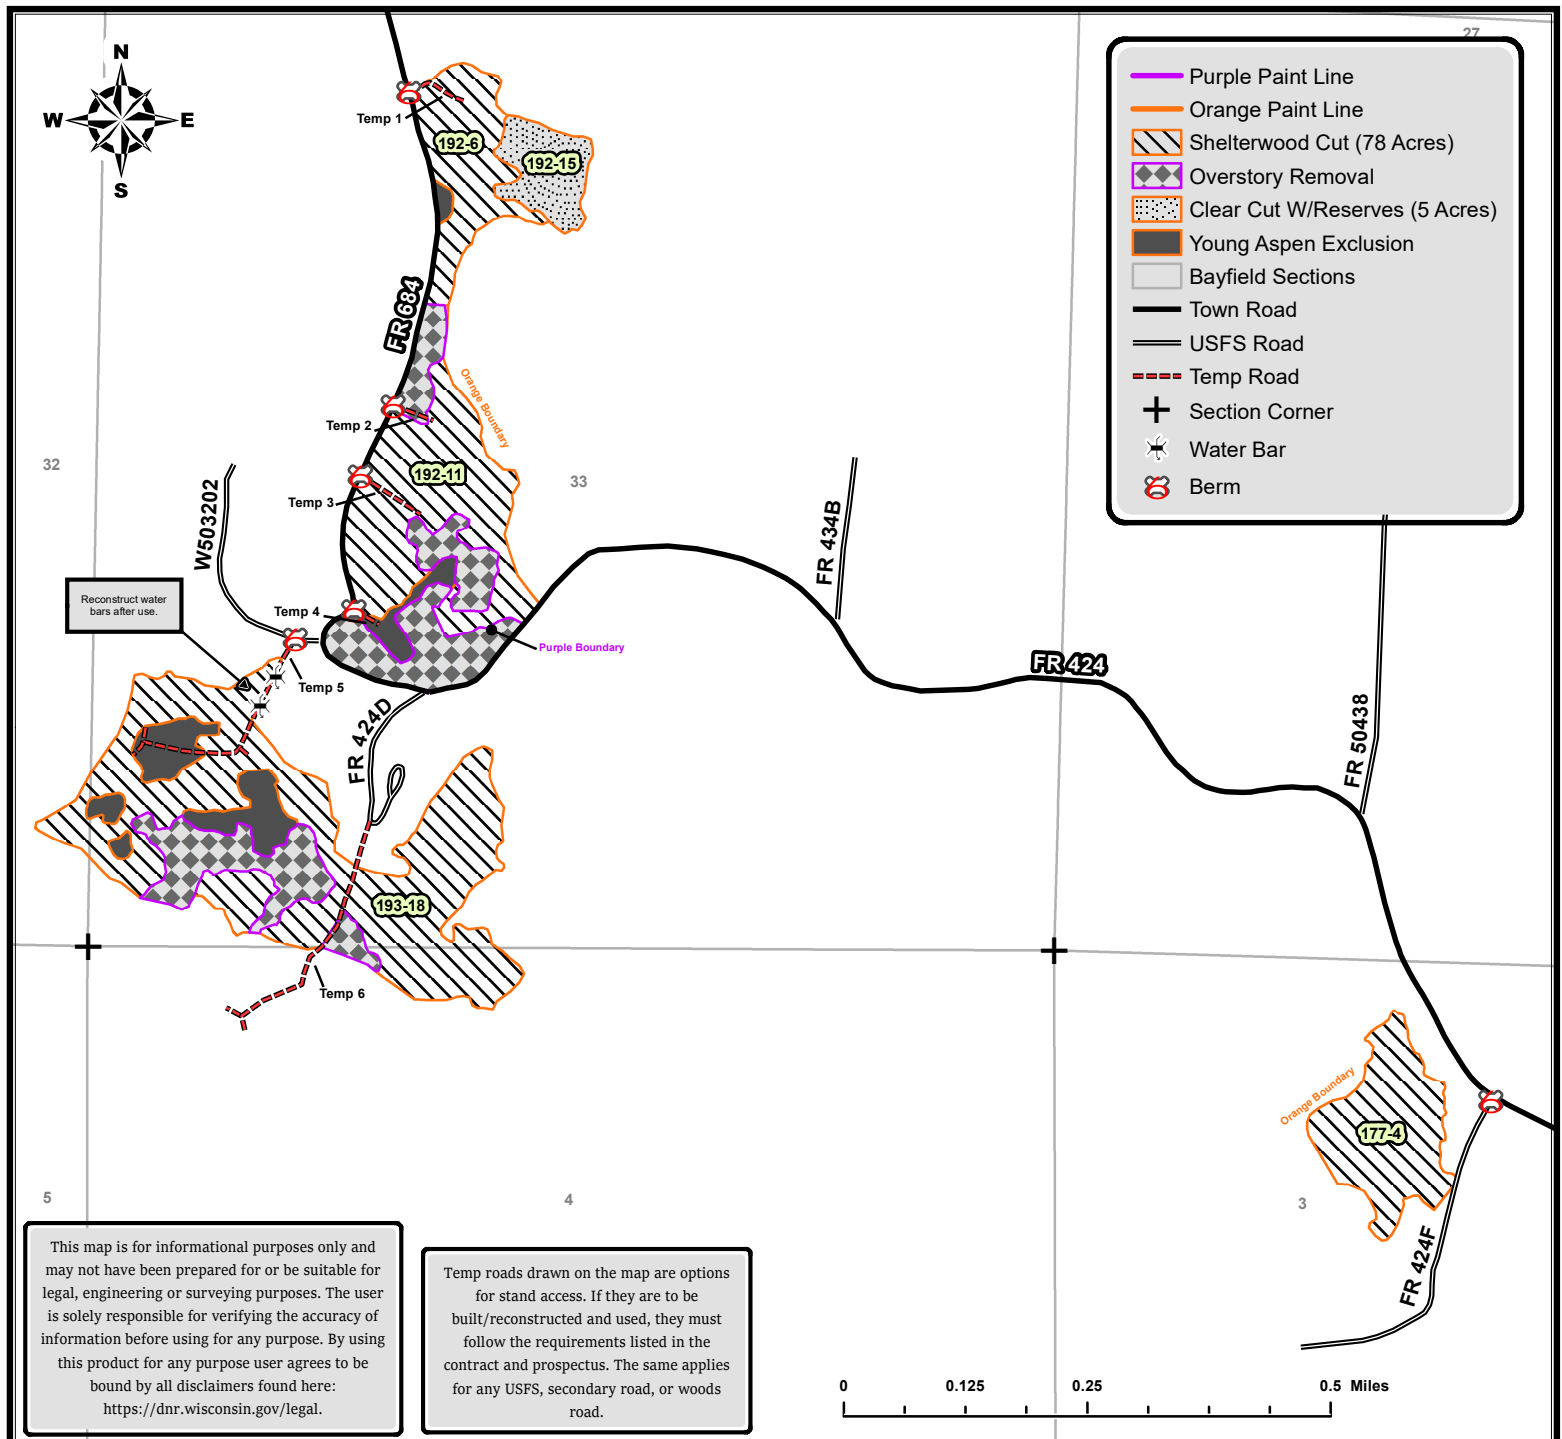 N
W
E
S
27
Purple Paint Line
Orange Paint Line
Shelterwood Cut (78 Acres)
Overstory Removal
Clear Cut W/Reserves (5 Acres)
Young Aspen Exclusion
Bayfield Sections
Town Road
USFS Road
Temp Road
Section Corner
Water Bar
Berm
Temp 1
192-6
192-15
FR 684
Orange Boundary
Temp 2
32
192-11
33
Temp 3
W503202
FR 434B
Reconstruct water
bars after use.
Temp 4
Purple Boundary
FR 424
Temp 5
FR 424D
FR 50438
193-18
Temp 6
Orange Boundary
177-4
5
4
3
FR 424F
This map is for informational purposes only and
may not have been prepared for or be suitable for
legal, engineering or surveying purposes. The user
is solely responsible for verifying the accuracy of
information before using for any purpose. By using
this product for any purpose user agrees to be
bound by all disclaimers found here:
https://dnr.wisconsin.gov/legal.
Temp roads drawn on the map are options
for stand access. If they are to be
built/reconstructed and used, they must
follow the requirements listed in the
contract and prospectus. The same applies
for any USFS, secondary road, or woods
road.
0 0.125 0.25 0.5 Miles